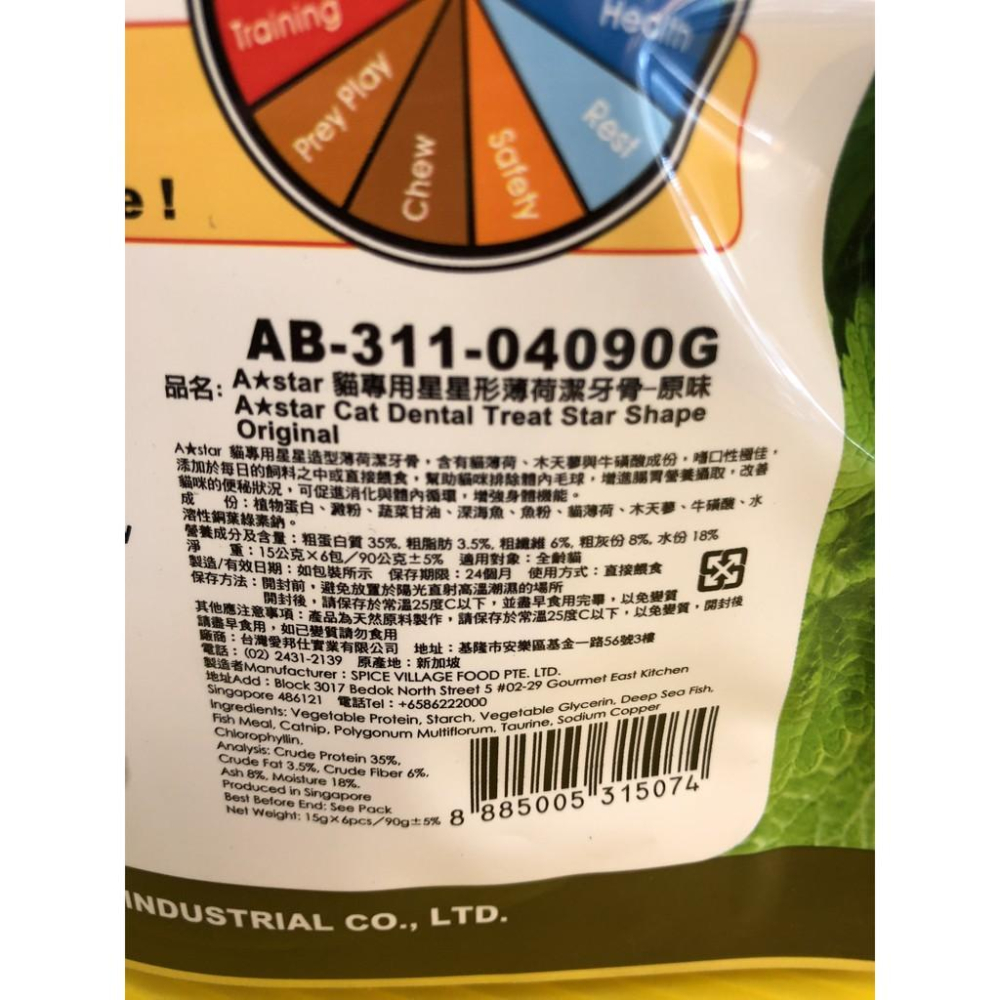 Training
Health
Prey Play
Rest
Chew
Safety
e !
AB-311-04090G
品名: A★star 貓專用星星形薄荷潔牙骨-原味
A★star Cat Dental Treat Star Shape
Original
A★star 貓專用星星造型薄荷潔牙骨，含有貓薄荷、木天蓼與牛磺酸成份，嗜口性極佳，
添加於每日的飼料之中或直接餵食，幫助貓咪排除體內毛球，增進腸胃營養攝取，改善
貓咪的便秘狀況，可促進消化與體內循環，增強身體機能。
成　份：植物蛋白、澱粉、蔬菜甘油、深海魚、魚粉、貓薄荷、木天蓼、牛磺酸、水
溶性銅葉綠素鈉。
營養成分及含量：粗蛋白質 35%, 粗脂肪 3.5%, 粗纖維 6%, 粗灰份 8%, 水份 18%
淨　重：15公克×6包/90公克±5%　適用對象：全齡貓
製造/有效日期：如包裝所示　保存期限：24個月　使用方式：直接餵食
保存方法：開封前，避免放置於陽光直射高溫潮濕的場所
開封後，請保存於常溫25度C以下，並盡早食用完畢，以免變質
其他應注意事項：產品為天然原料製作，請保存於常溫25度C以下，以免變質，開封後
請盡早食用，如已變質請勿食用
廠商：台灣愛邦仕實業有限公司　地址：基隆市安樂區基金一路56號3樓
電話：(02) 2431-2139　原產地：新加坡
製造者Manufacturer：SPICE VILLAGE FOOD PTE. LTD.
地址Add：Block 3017 Bedok North Street 5 #02-29 Gourmet East Kitchen
Singapore 486121　電話Tel：+6586222000
Ingredients: Vegetable Protein, Starch, Vegetable Glycerin, Deep Sea Fish,
Fish Meal, Catnip, Polygonum Multiflorum, Taurine, Sodium Copper
Chlorophyllin.
Analysis: Crude Protein 35%,
Crude Fat 3.5%, Crude Fiber 6%,
Ash 8%, Moisture 18%.
Produced in Singapore
Best Before End: See Pack
Net Weight: 15g×6pcs/90g±5%
8 885005 315074
INDUSTRIAL CO., LTD.